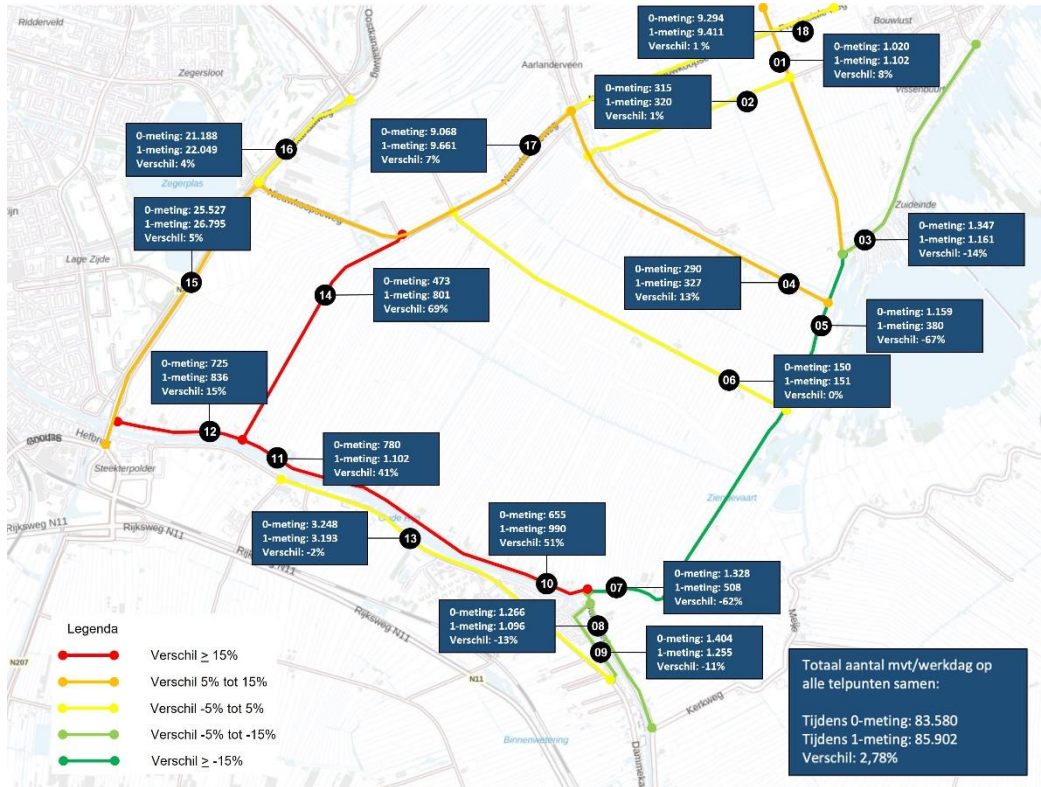 Ridderveld
Oostkanaalweg
Zegersloot
Aarlanderveen
0-meting: 9.294
1-meting: 9.411
Verschil: 1 %
18
01
Bouwlust
0-meting: 1.020
1-meting: 1.102
Verschil: 8%
Vissenbuurt
0-meting: 315
1-meting: 320
Verschil: 1%
02
0-meting: 21.188
1-meting: 22.049
Verschil: 4%
16
0-meting: 9.068
1-meting: 9.661
Verschil: 7%
17
Zegerplas
Nieuwkoopseweg
0-meting: 25.527
1-meting: 26.795
Verschil: 5%
15
Lage Zijde
Zuideinde
03
0-meting: 1.347
1-meting: 1.161
Verschil: -14%
14
0-meting: 473
1-meting: 801
Verschil: 69%
0-meting: 290
1-meting: 327
Verschil: 13%
04
05
0-meting: 1.159
1-meting: 380
Verschil: -67%
0-meting: 725
1-meting: 836
Verschil: 15%
06
0-meting: 150
1-meting: 151
Verschil: 0%
12
11
0-meting: 780
1-meting: 1.102
Verschil: 41%
Steekterpolder
Ziendevaart
Rijksweg N11
Rijksweg N11
0-meting: 3.248
1-meting: 3.193
Verschil: -2%
13
0-meting: 655
1-meting: 990
Verschil: 51%
10
07
0-meting: 1.328
1-meting: 508
Verschil: -62%
Meije
Rijksweg N11
0-meting: 1.266
1-meting: 1.096
Verschil: -13%
08
09
0-meting: 1.404
1-meting: 1.255
Verschil: -11%
Legenda
Verschil ≥ 15%
Verschil 5% tot 15%
Verschil -5% tot 5%
Verschil -5% tot -15%
Verschil ≥ -15%
N207
N11
Kerkweg
Binnenwetering
Totaal aantal mvt/werkdag op
alle telpunten samen:
Tijdens 0-meting: 83.580
Tijdens 1-meting: 85.902
Verschil: 2,78%